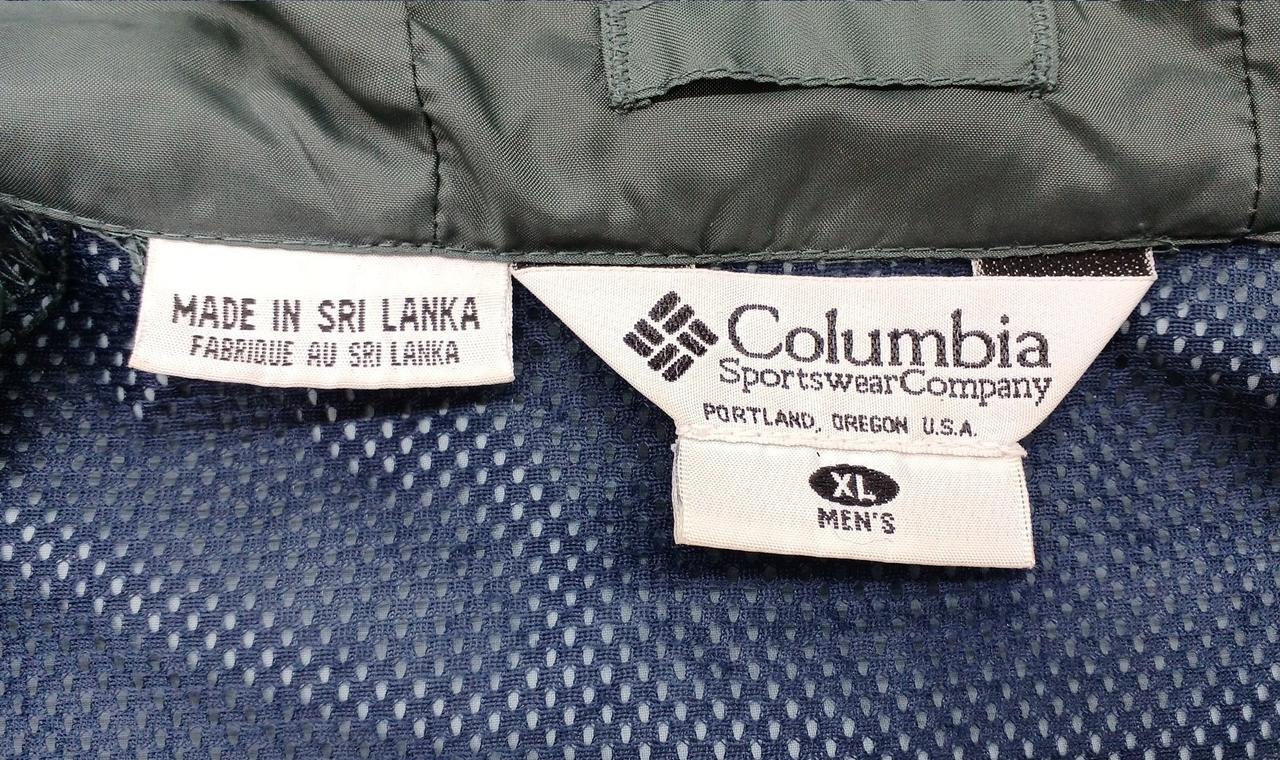 MADE IN SRI LANKA
FABRIQUE AU SRI LANKA
Columbia
SportswearCompany
PORTLAND, OREGON U.S.A.
XL
MEN'S